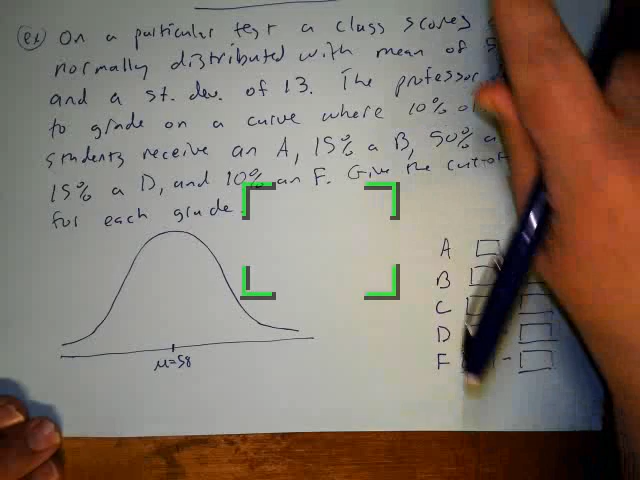 (ex) On a particular test a class scores
normally distributed with mean of 5
and a st. dev. of 13. The professor
to grade on a curve where 10% of
students receive an A, 15% a B, 50% a
15% a D, and 10% an F. Give the cutoff
for each grade.
A
B
C
D
F -
μ=58